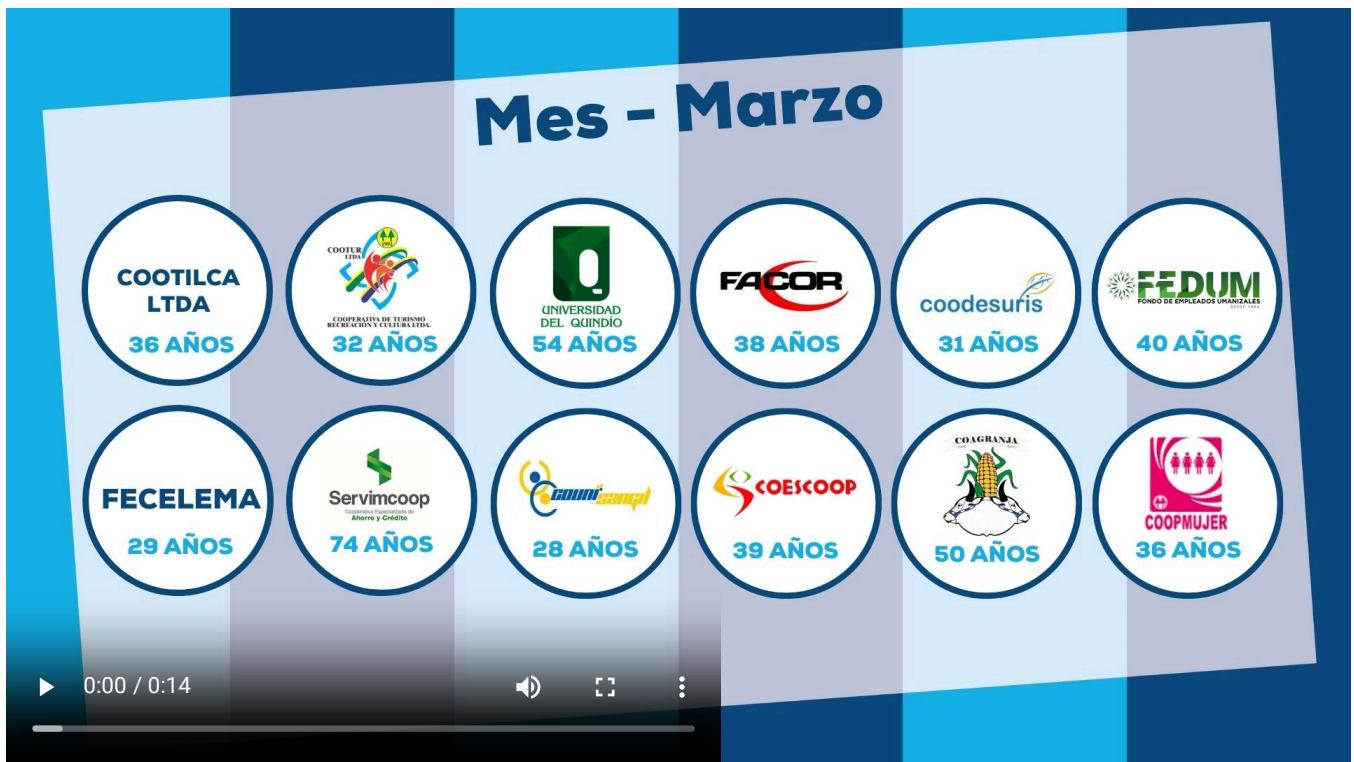 Mes - Marzo
COOTILCA
LTDA
36 AÑOS
COOTUR
LTDA
COOPERATIVA DE TURISMO
RECREACIÓN Y CULTURA LTDA.
32 AÑOS
UNIVERSIDAD
DEL QUINDÍO
54 AÑOS
FACOR
38 AÑOS
coodesuris
31 AÑOS
FEDUM
FONDO DE EMPLEADOS UMANIZALES
40 AÑOS
FECELEMA
29 AÑOS
Servimcoop
Cooperativa Especializada de
Ahorro y Crédito
74 AÑOS
28 AÑOS
COESCOOP
39 AÑOS
COAGRANJA
50 AÑOS
COOPMUJER
36 AÑOS
0:00 / 0:14